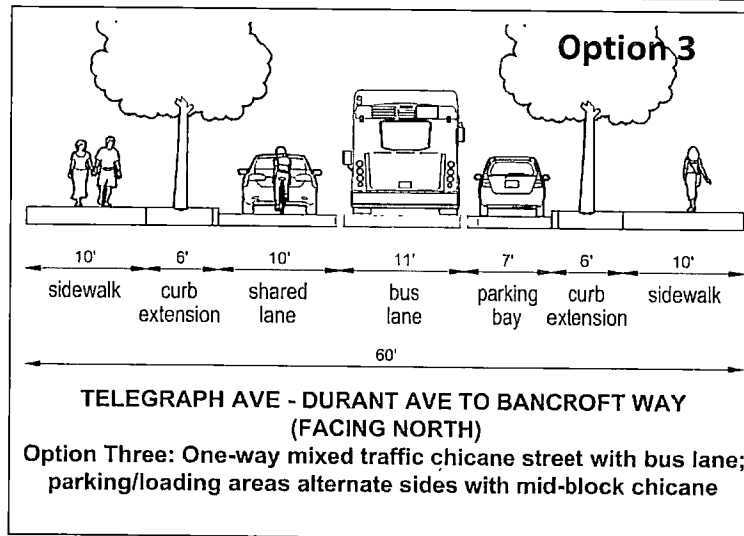 Option 3
10' 6' 10' 11' 7' 6' 10'
sidewalk curb extension shared lane bus lane parking bay curb extension sidewalk
60'
TELEGRAPH AVE - DURANT AVE TO BANCROFT WAY
(FACING NORTH)
Option Three: One-way mixed traffic chicane street with bus lane;
parking/loading areas alternate sides with mid-block chicane